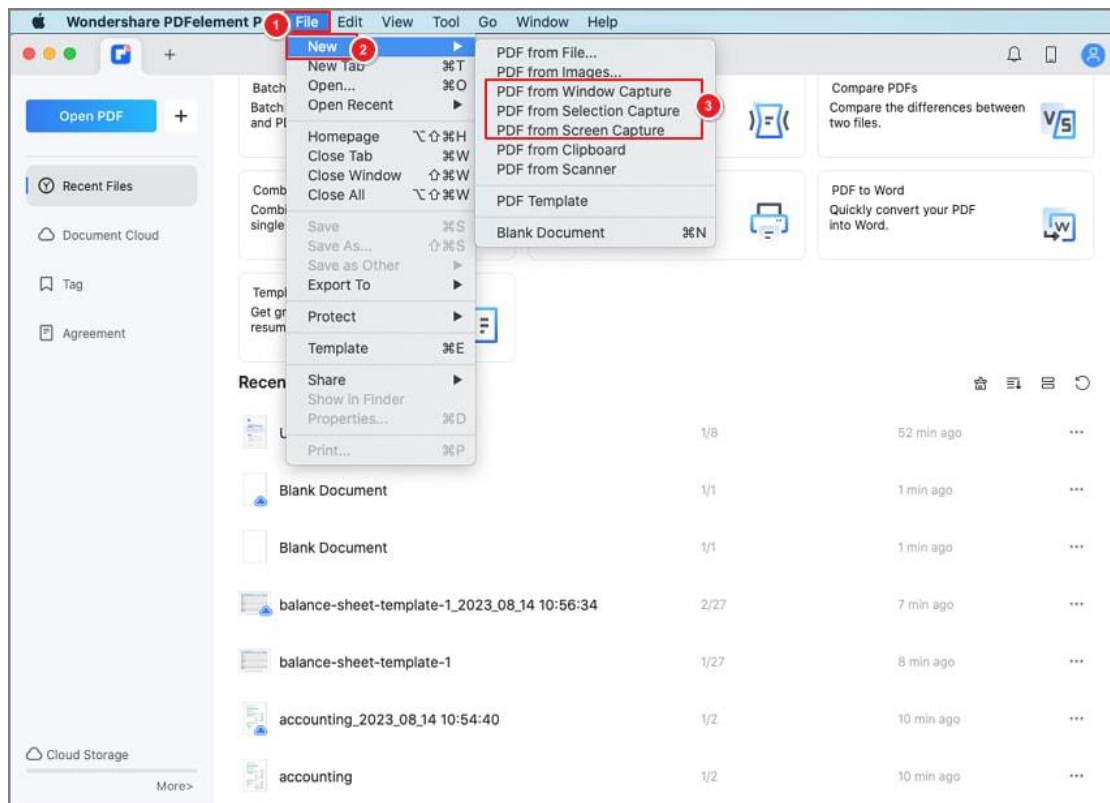 Wondershare PDFelement P 1 File Edit View Tool Go Window Help
New 2
New Tab ⌘T
Open... ⌘O
Open Recent
Homepage ⌥⇧⌘H
Close Tab ⌘W
Close Window ⇧⌘W
Close All ⌥⇧⌘W
Save ⌘S
Save As... ⇧⌘S
Save as Other
Export To
Protect
Template ⌘E
Share
Show in Finder
Properties... ⌘D
Print... ⌘P
PDF from File...
PDF from Images...
PDF from Window Capture
PDF from Selection Capture 3
PDF from Screen Capture
PDF from Clipboard
PDF from Scanner
PDF Template
Blank Document ⌘N
Open PDF +
Recent Files
Document Cloud
Tag
Agreement
Cloud Storage
More>
Batch
Batch
and
Compare PDFs
Compare the differences between
two files.
V/S
Comb
Combi
single
PDF to Word
Quickly convert your PDF
into Word.
W
Templ
Get gr
resum
Recen
1/8 52 min ago
Blank Document 1/1 1 min ago
Blank Document 1/1 1 min ago
balance-sheet-template-1_2023_08_14 10:56:34 2/27 7 min ago
balance-sheet-template-1 1/27 8 min ago
accounting_2023_08_14 10:54:40 1/2 10 min ago
accounting 1/2 10 min ago